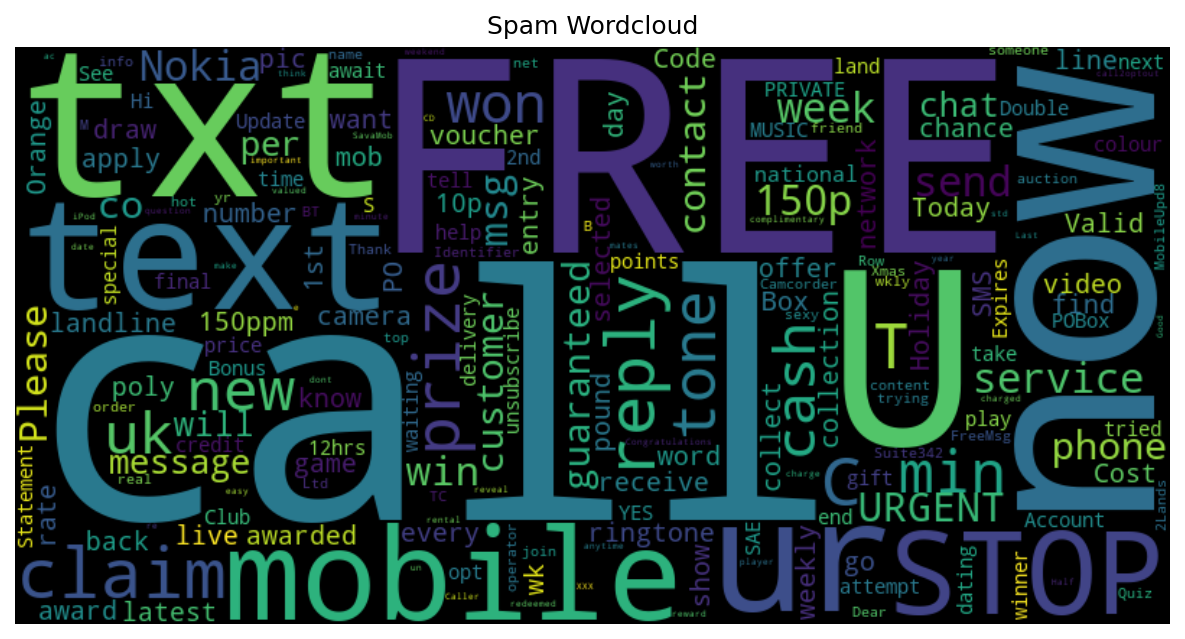 Spam Wordcloud
ac
info
See
Nokia
pic
name
think
await
weekend
net
Code
land
someone
line
next
call2optout
txt
FREE
now
Orange
Hi
M
draw
apply
Update
per
important
time
valued
want
SavaMob
mob
CD
won
voucher
2nd
day
contact
worth
PRIVATE
week
MUSIC
friend
national
150p
complimentary
network
chat
chance
Double
colour
send
Today
std
auction
Last
Valid
MobileUpd8
text
co
hot
yr
question
iPod
date
special
number
BT
S
minute
make
Thank
final
1st
PO
tell
10p
help
Identifier
msg
entry
B
selected
mates
points
e
landline
150ppm
camera
price
top
offer
Camcorder
Box
sexy
Row
Xmas
wkly
year
Holiday
SMS
Expires
video
find
POBox
Good
call
U
T
Please
prize
delivery
customer
unsubscribe
guaranteed
pound
reply
tone
cash
collection
content
trying
take
service
charged
play
FreeMsg
tried
phone
Cost
Bonus
poly
new
dont
know
order
uk
will
credit
12hrs
message
game
real
easy
Ltd
waiting
win
TC
reveal
Congratulations
word
receive
collect
charge
Suite342
C
gift
min
URGENT
Statement
rate
Club
back
live
awarded
re
every
rental
YES
ringtone
end
Account
2Lands
claim
mobile
ur
STOP
award
latest
un
Caller
opt
operator
join
redeemed
wk
xxx
anytime
reward
show
SAE
player
weekly
go
attempt
Dear
dating
winner
Half
Quiz